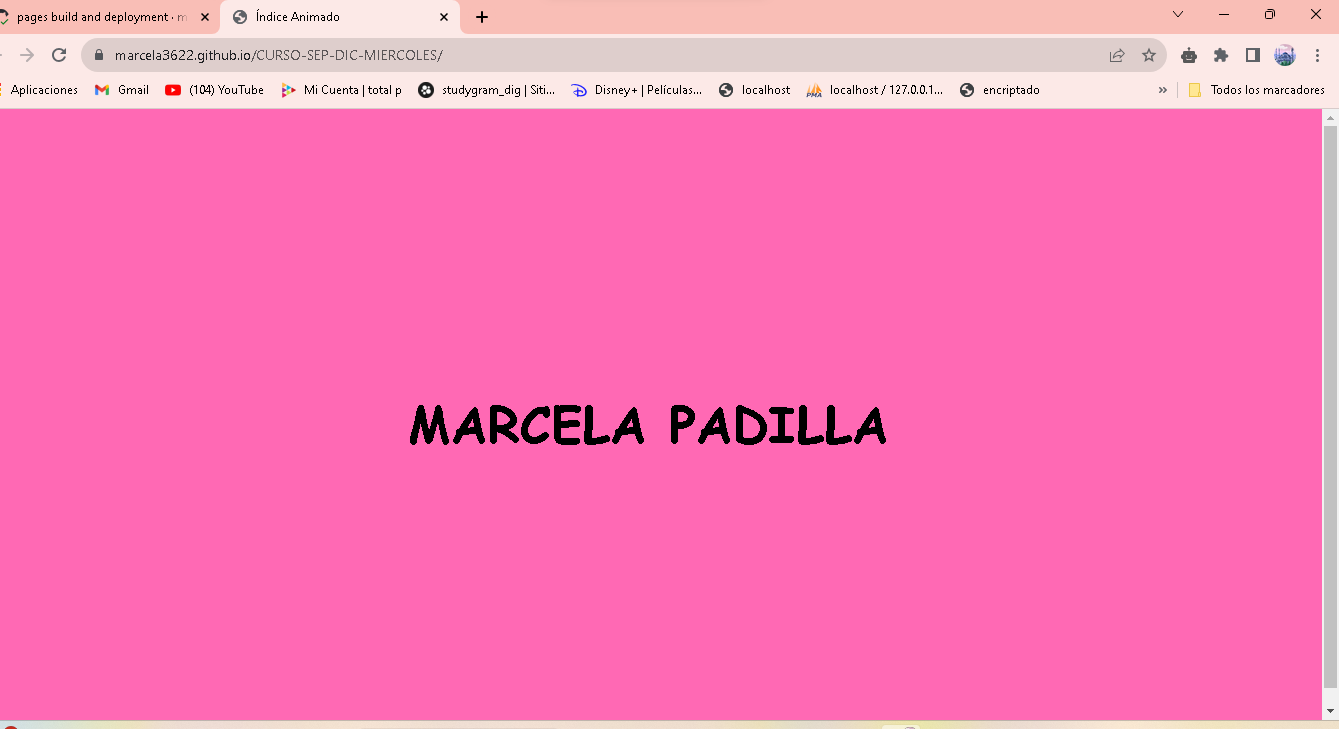 pages build and deployment · m
Índice Animado
marcela3622.github.io/CURSO-SEP-DIC-MIERCOLES/
Aplicaciones Gmail (104) YouTube Mi Cuenta | total p studygram_dig | Siti... Disney+ | Películas... localhost localhost / 127.0.0.1... encriptado » Todos los marcadores
MARCELA PADILLA